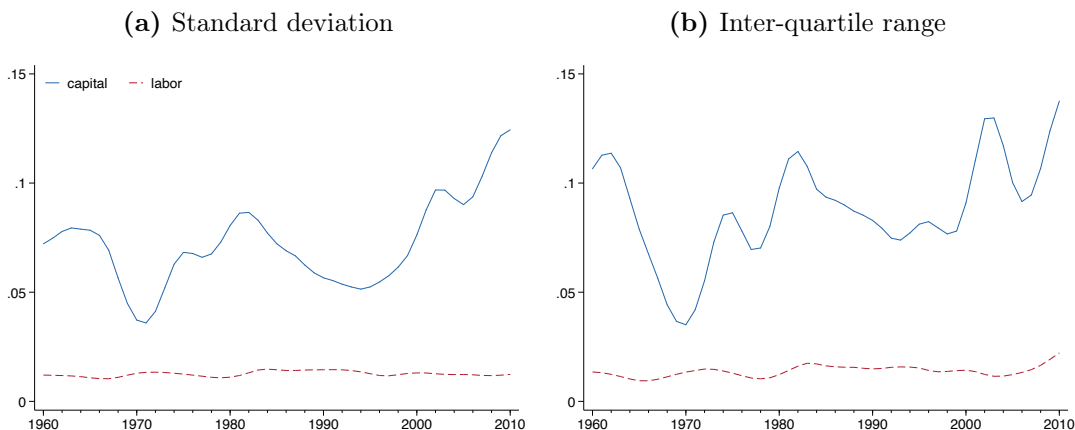 (a) Standard deviation
(b) Inter-quartile range
.15
.1
.05
0
capital
labor
1960 1970 1980 1990 2000 2010
.15
.1
.05
0
1960 1970 1980 1990 2000 2010